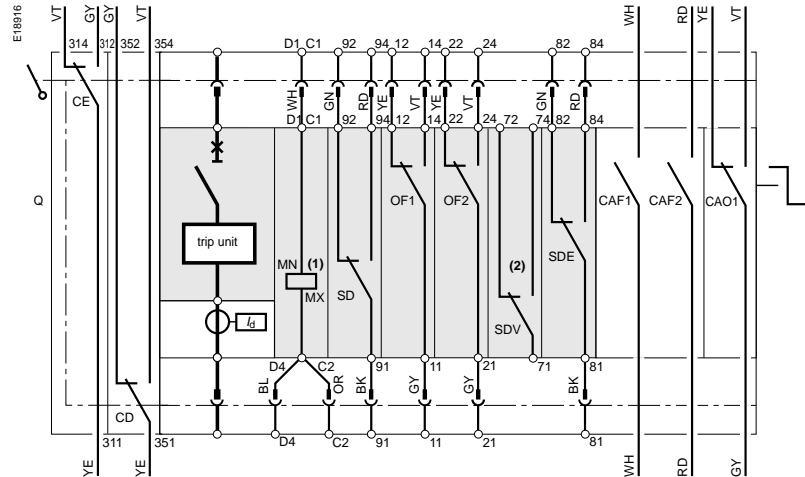 E18916
VT
GY
GY
VT
WH
RD
YE
VT
314
312
352
354
D1
C1
92
94
12
14
22
24
82
84
CE
WH
GN
RD
YE
VT
YE
VT
GN
RD
D1
C1
92
94
12
14
22
24
72
74
82
84
Q
OF1
OF2
CAF1
CAF2
CAO1
trip unit
MN
(1)
MX
SD
(2)
SDE
SDV
Id
D4
C2
91
11
21
71
81
BL
OR
BK
GY
GY
BK
CD
311
351
D4
C2
91
11
21
81
YE
YE
WH
RD
GY